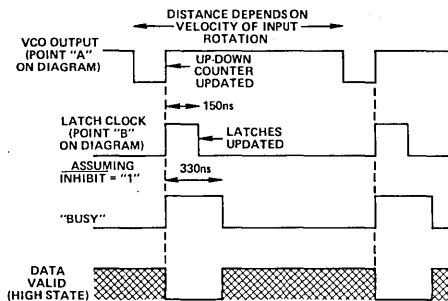 DISTANCE DEPENDS ON
VELOCITY OF INPUT
ROTATION
VCO OUTPUT
(POINT "A"
ON DIAGRAM)
UP-DOWN
COUNTER
UPDATED
150ns
LATCH CLOCK
(POINT "B"
ON DIAGRAM)
LATCHES
UPDATED
ASSUMING
INHIBIT = "1"
330ns
"BUSY"
DATA
VALID
(HIGH STATE)